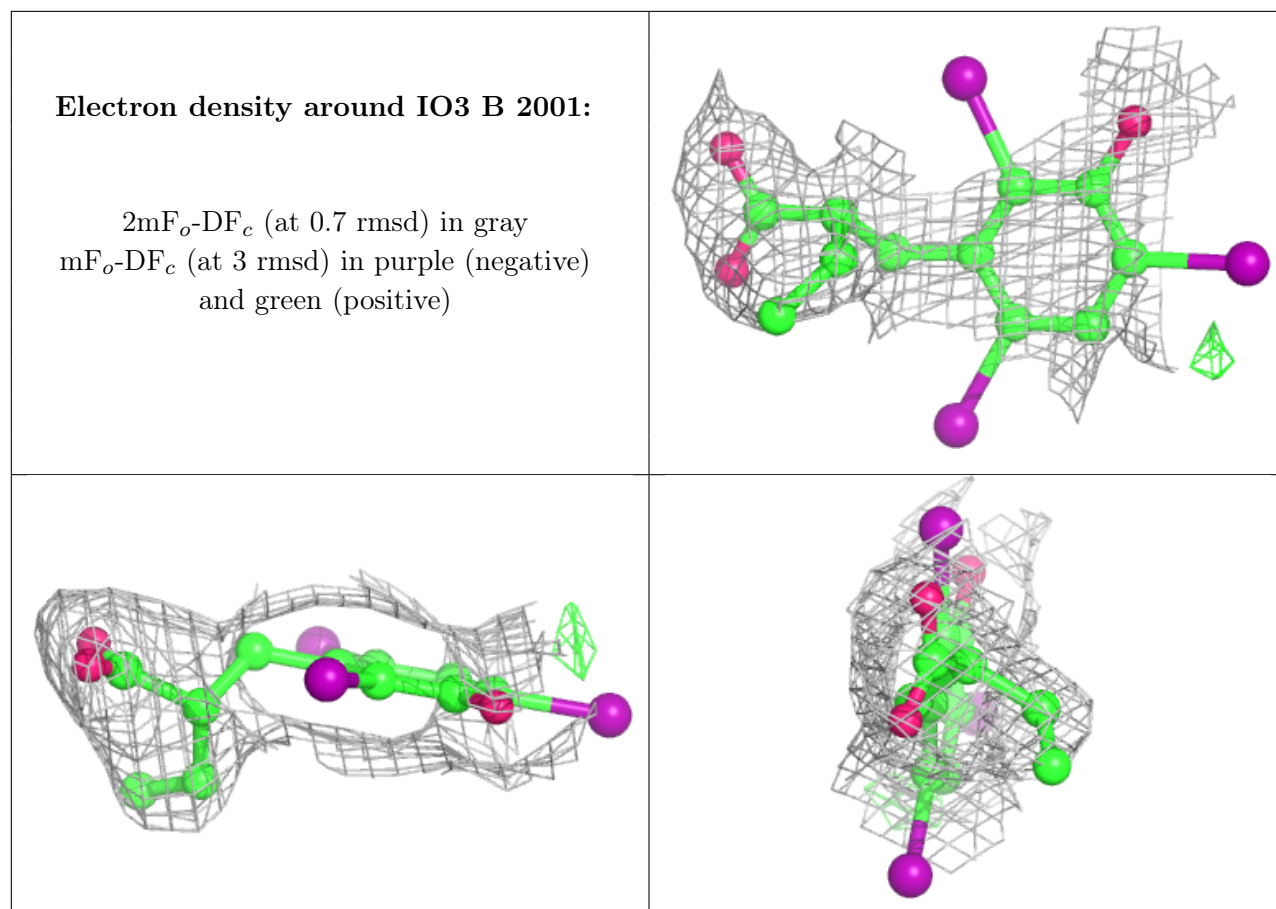 Electron density around IO3 B 2001:
2mFo-DFc (at 0.7 rmsd) in gray
mFo-DFc (at 3 rmsd) in purple (negative)
and green (positive)